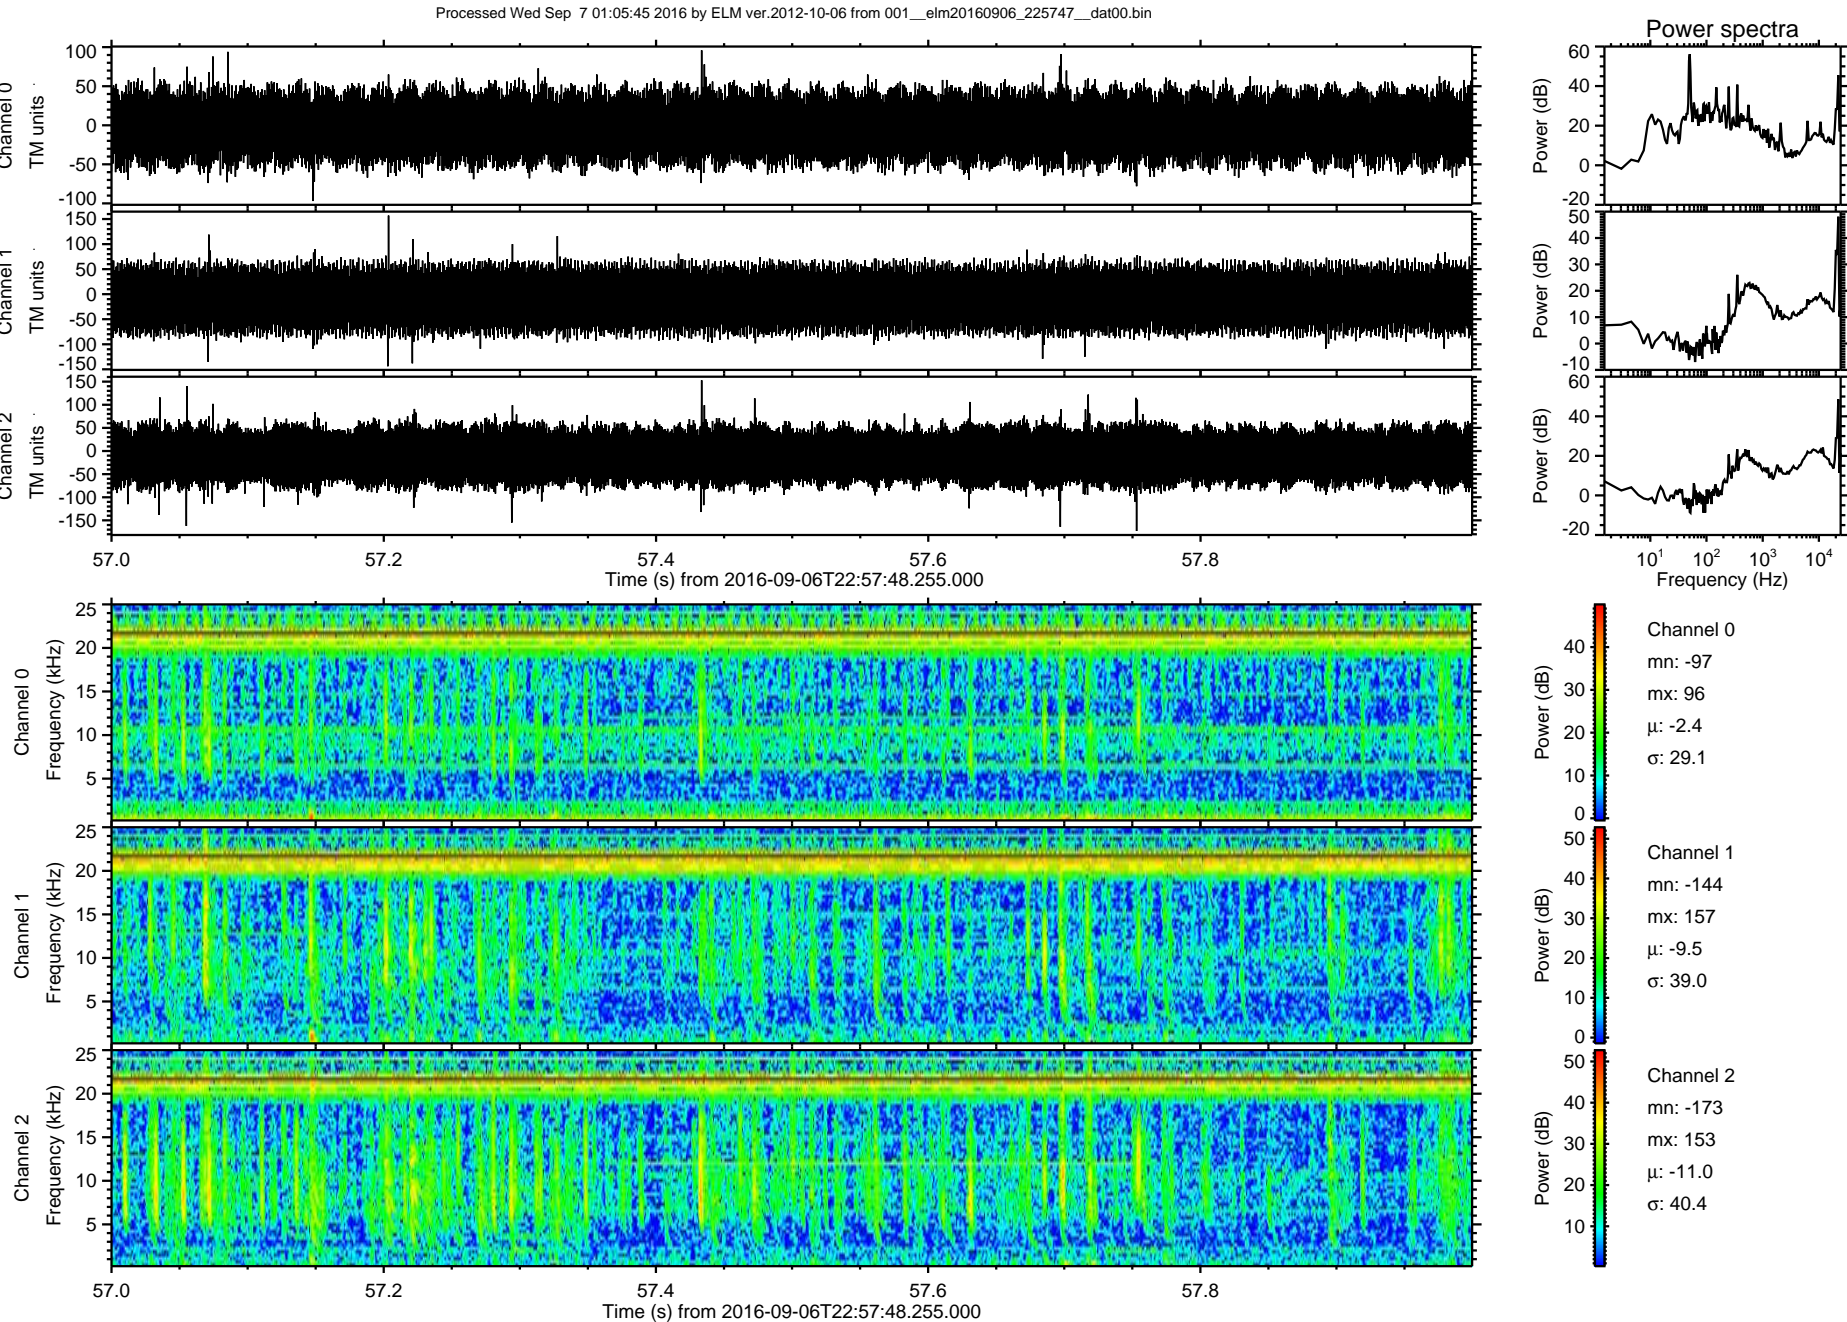 Processed Wed Sep 7 01:05:45 2016 by ELM ver.2012-10-06 from 001__elm20160906_225747__dat00.bin
Power spectra
Channel 0
TM units
100
50
0
-50
-100
Power (dB)
60
40
20
0
-20
Channel 1
TM units
150
100
50
0
-50
-100
-150
Power (dB)
50
40
30
20
10
0
-10
Channel 2
TM units
150
100
50
0
-50
-100
-150
Power (dB)
60
40
20
0
-20
57.0 57.2 57.4 57.6 57.8
Time (s) from 2016-09-06T22:57:48.255.000
10¹ 10² 10³ 10⁴
Frequency (Hz)
Channel 0
Frequency (kHz)
25
20
15
10
5
Power (dB)
40
30
20
10
0
Channel 0
mn: -97
mx: 96
μ: -2.4
σ: 29.1
Channel 1
Frequency (kHz)
25
20
15
10
5
Power (dB)
50
40
30
20
10
0
Channel 1
mn: -144
mx: 157
μ: -9.5
σ: 39.0
Channel 2
Frequency (kHz)
25
20
15
10
5
Power (dB)
50
40
30
20
10
Channel 2
mn: -173
mx: 153
μ: -11.0
σ: 40.4
57.0 57.2 57.4 57.6 57.8
Time (s) from 2016-09-06T22:57:48.255.000